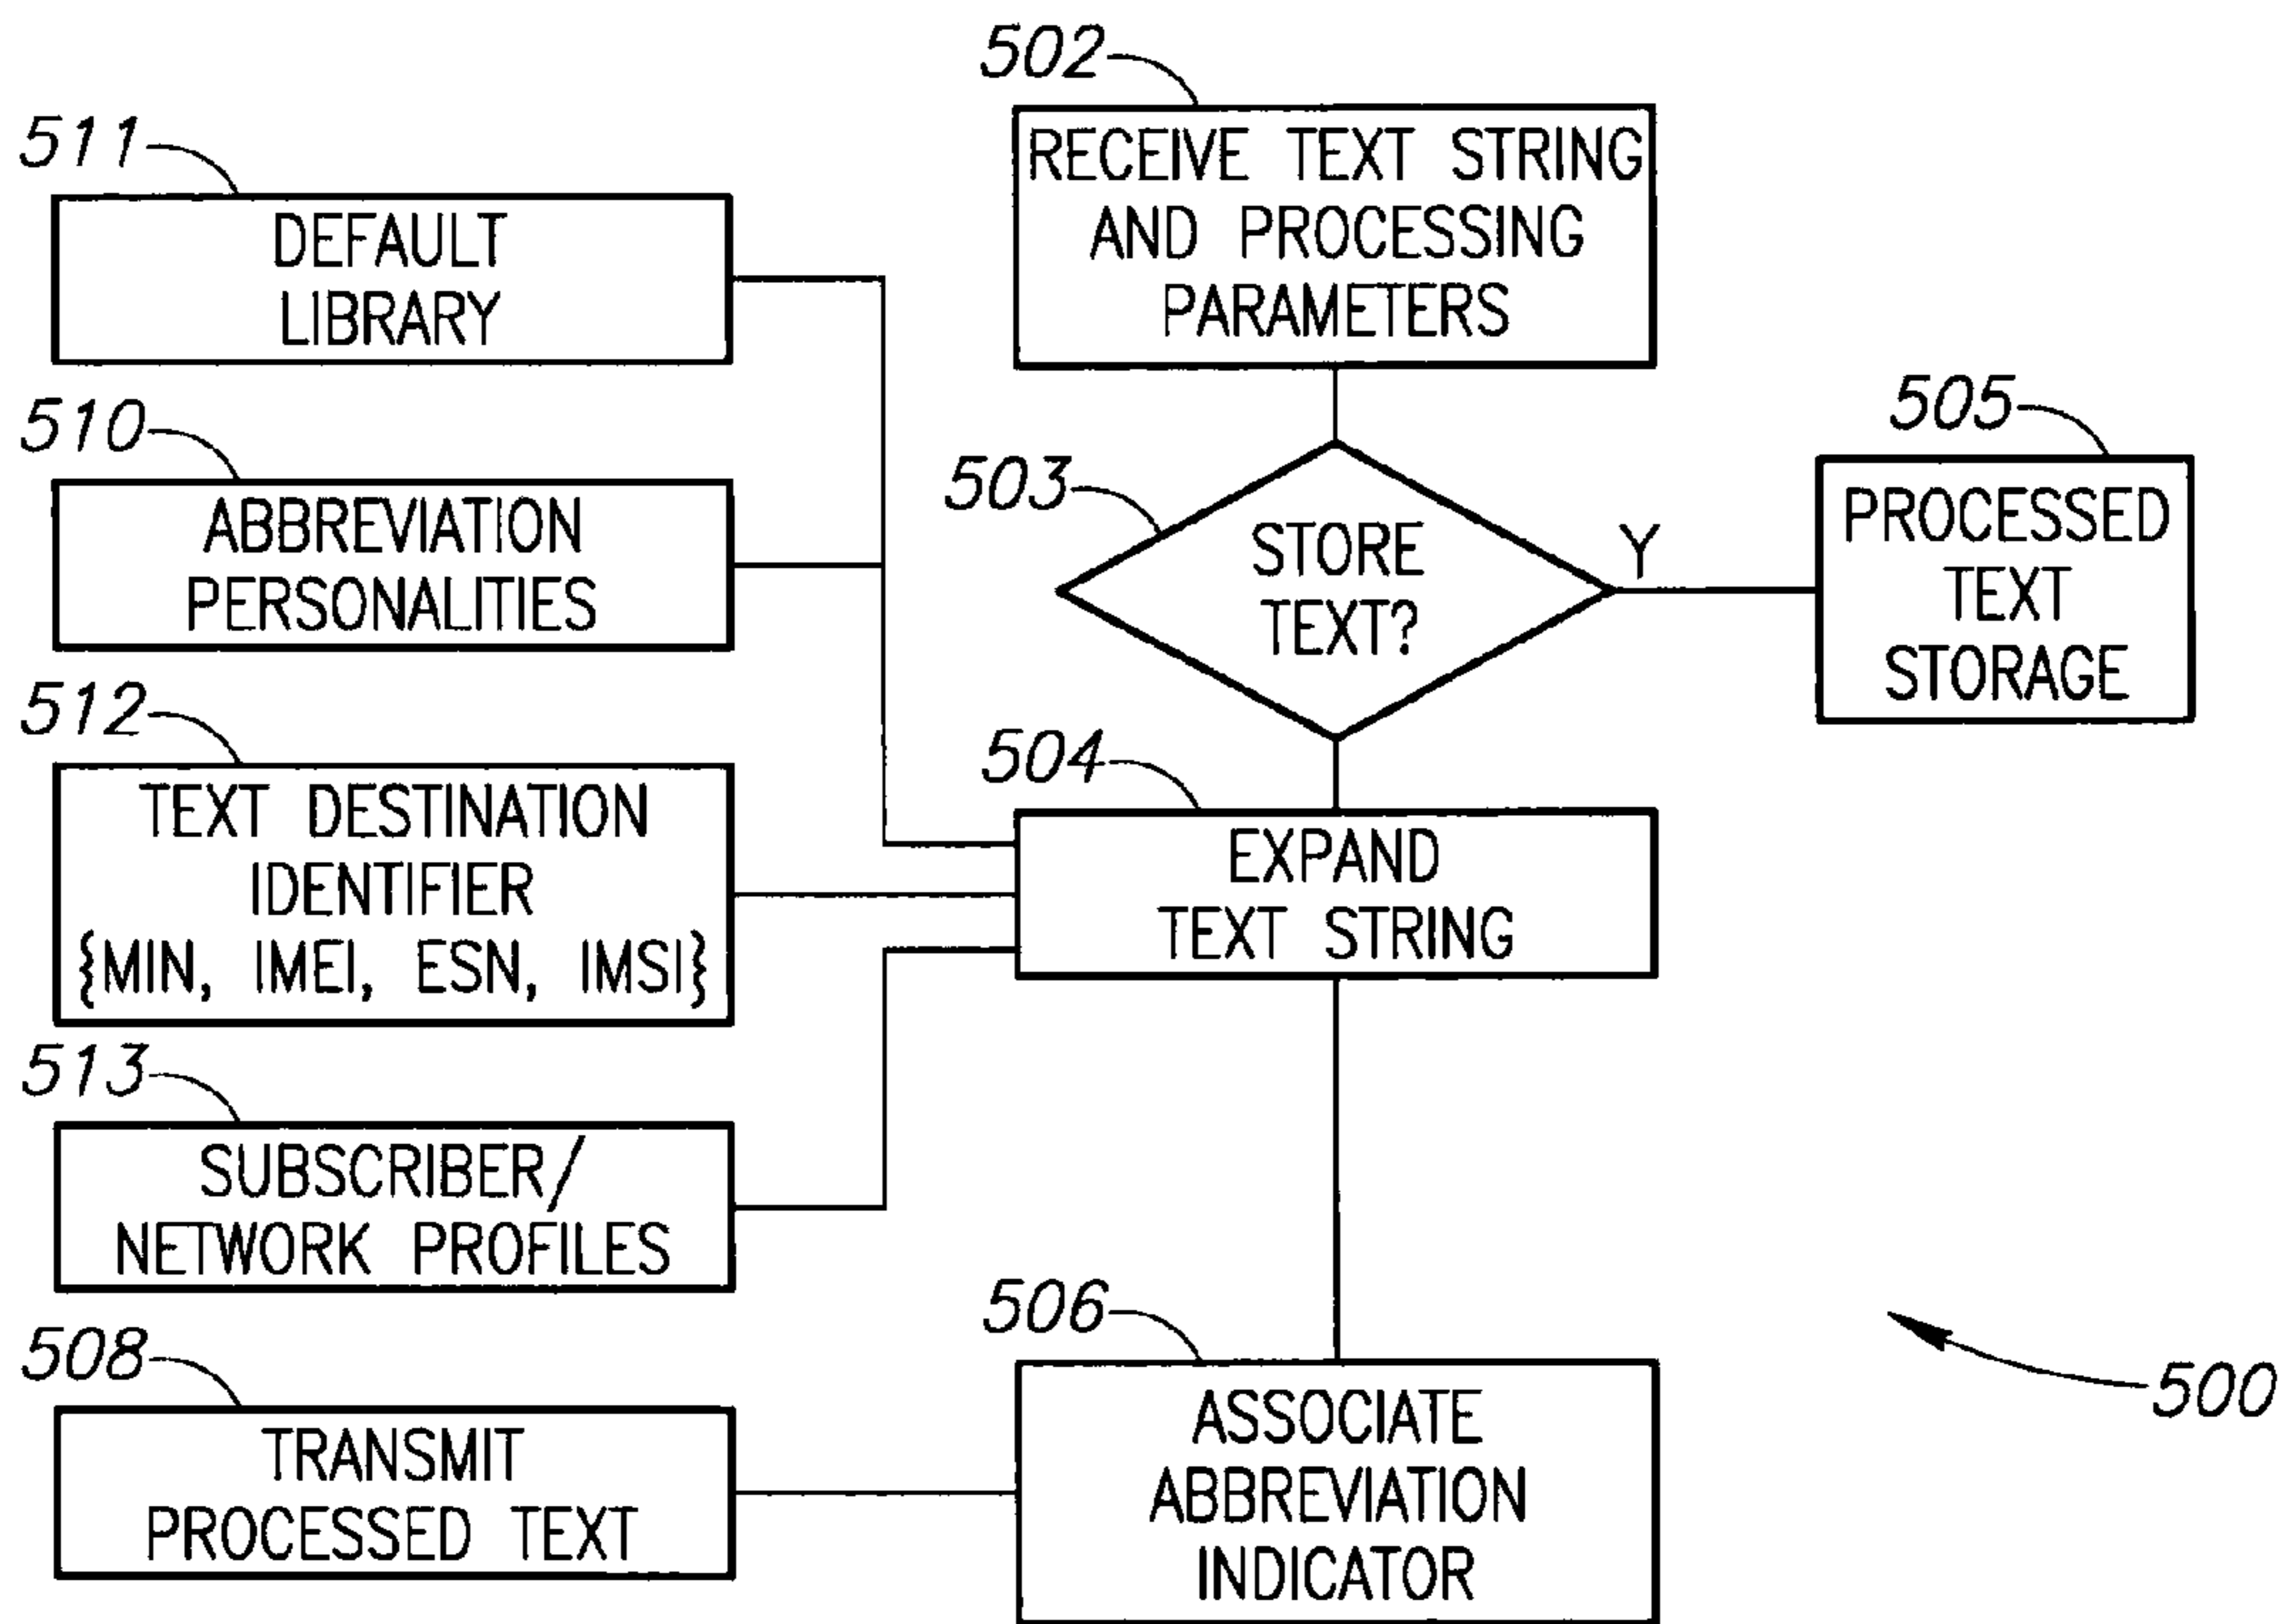 502
RECEIVE TEXT STRING
AND PROCESSING
PARAMETERS
511
DEFAULT
LIBRARY
510
ABBREVIATION
PERSONALITIES
503
STORE
TEXT?
Y
505
PROCESSED
TEXT
STORAGE
512
TEXT DESTINATION
IDENTIFIER
{MIN, IMEI, ESN, IMSI}
504
EXPAND
TEXT STRING
513
SUBSCRIBER/
NETWORK PROFILES
506
ASSOCIATE
ABBREVIATION
INDICATOR
508
TRANSMIT
PROCESSED TEXT
500